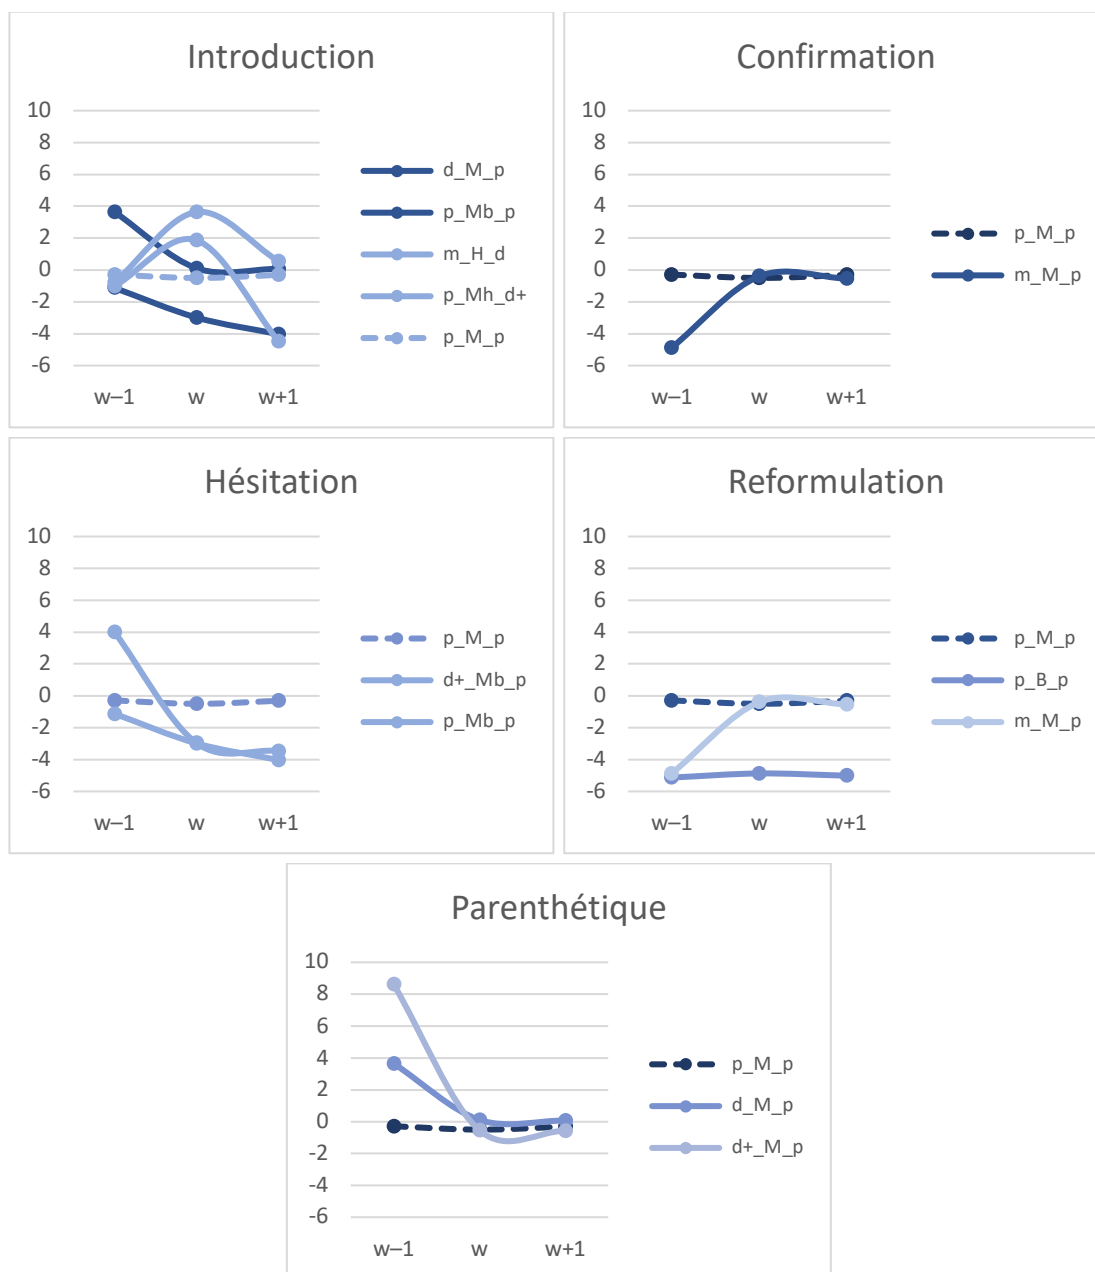 Introduction
10
8
6
4
2
0
-2
-4
-6
w–1 w w+1
d_M_p
p_Mb_p
m_H_d
p_Mh_d+
p_M_p
Confirmation
10
8
6
4
2
0
-2
-4
-6
w–1 w w+1
p_M_p
m_M_p
Hésitation
10
8
6
4
2
0
-2
-4
-6
w–1 w w+1
p_M_p
d+_Mb_p
p_Mb_p
Reformulation
10
8
6
4
2
0
-2
-4
-6
w–1 w w+1
p_M_p
p_B_p
m_M_p
Parenthétique
10
8
6
4
2
0
-2
-4
-6
w–1 w w+1
p_M_p
d_M_p
d+_M_p